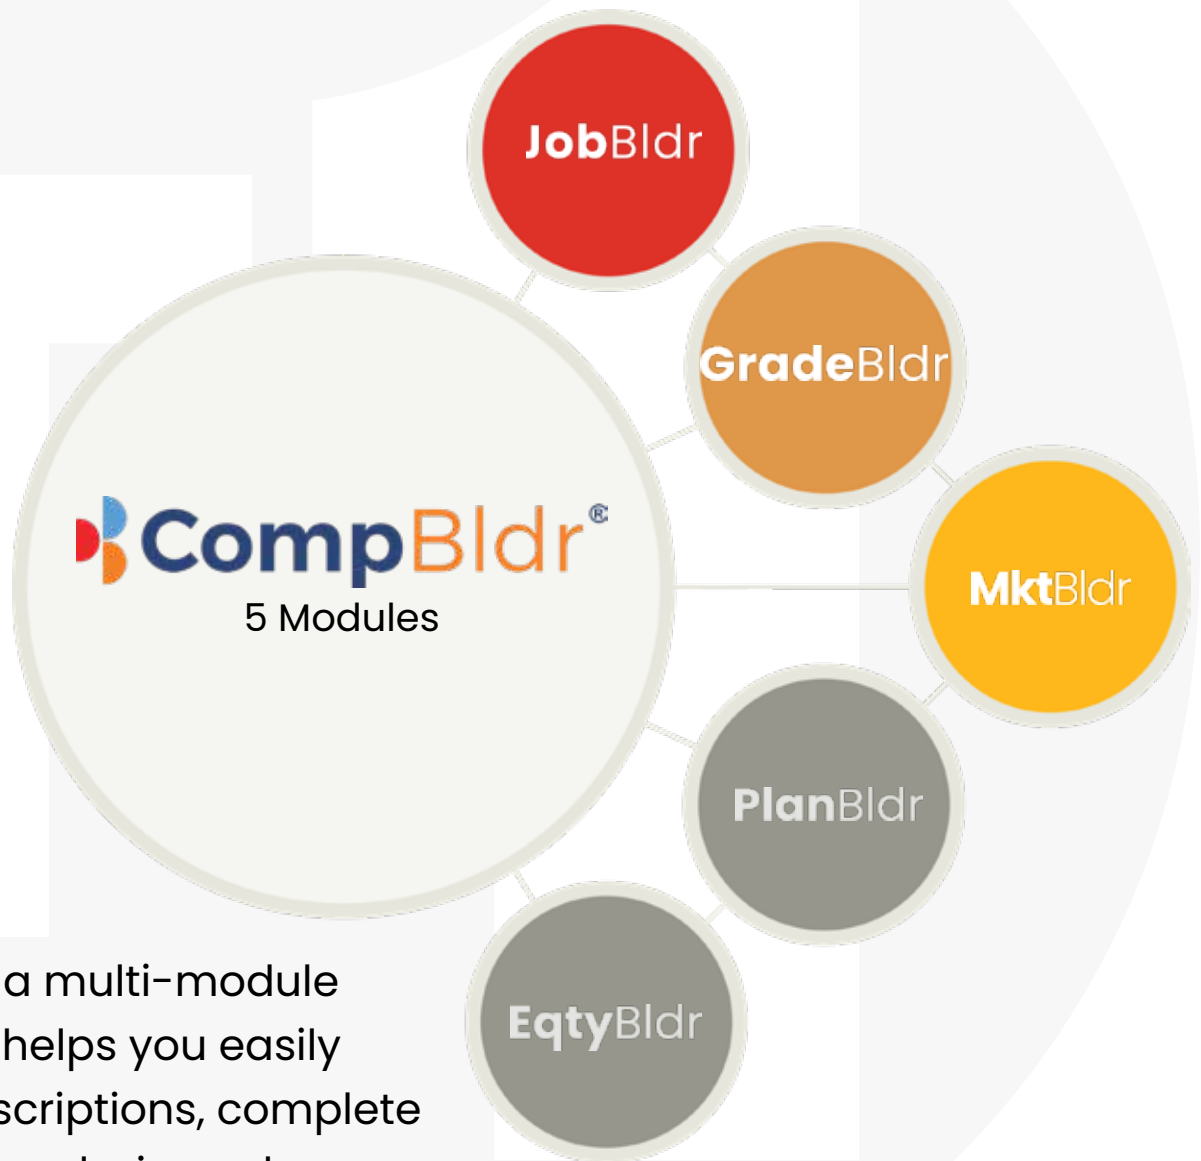 JobBldr
GradeBldr
CompBldr®
5 Modules
MktBldr
PlanBldr
EqtyBldr
a multi-module
helps you easily
scriptions, complete